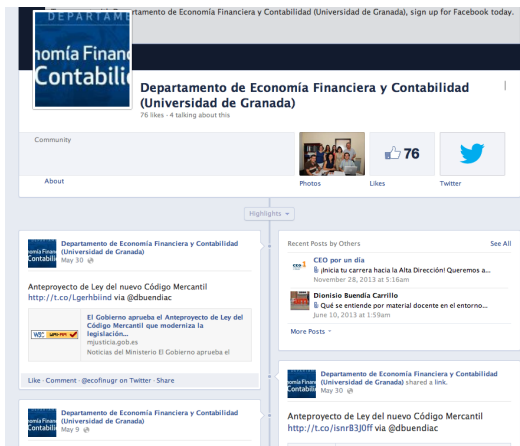 Departamento de Economía Financiera y Contabilidad (Universidad de Granada), sign up for Facebook today.
DEPARTAME
nomía Finan
Contabilid
Departamento de Economía Financiera y Contabilidad
(Universidad de Granada)
76 likes · 4 talking about this
Community
76
About
Photos
Likes
Twitter
Highlights
Departamento de Economía Financiera y Contabilidad
(Universidad de Granada)
May 30
Anteproyecto de Ley del nuevo Código Mercantil
http://t.co/Lgerhbiind via @dbuendiac
El Gobierno aprueba el Anteproyecto de Ley del
Código Mercantil que moderniza la
legislación...
mjusticia.gob.es
Noticias del Ministerio El Gobierno aprueba el
Like · Comment · @ecofinugr on Twitter · Share
Departamento de Economía Financiera y Contabilidad
(Universidad de Granada)
May 9
Recent Posts by Others
See All
CEO por un día
¡Inicia tu carrera hacia la Alta Dirección! Queremos a...
November 28, 2013 at 5:16am
Dionisio Buendía Carrillo
Qué se entiende por material docente en el entorno...
June 10, 2013 at 1:59am
More Posts
Departamento de Economía Financiera y Contabilidad
(Universidad de Granada) shared a link.
May 30
Anteproyecto de Ley del nuevo Código Mercantil
http://t.co/isnrB3J0ff via @dbuendiac